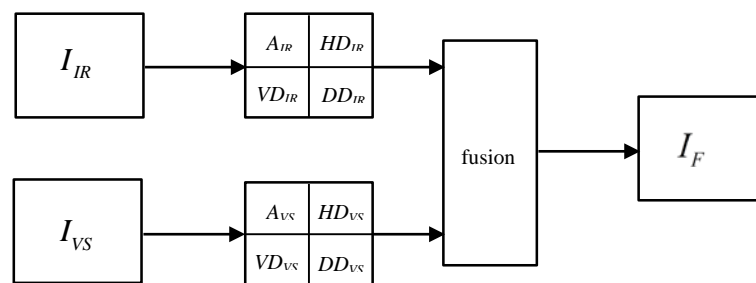 I_IR
A_IR HD_IR
VD_IR DD_IR
fusion
I_F
I_VS
A_VS HD_VS
VD_VS DD_VS